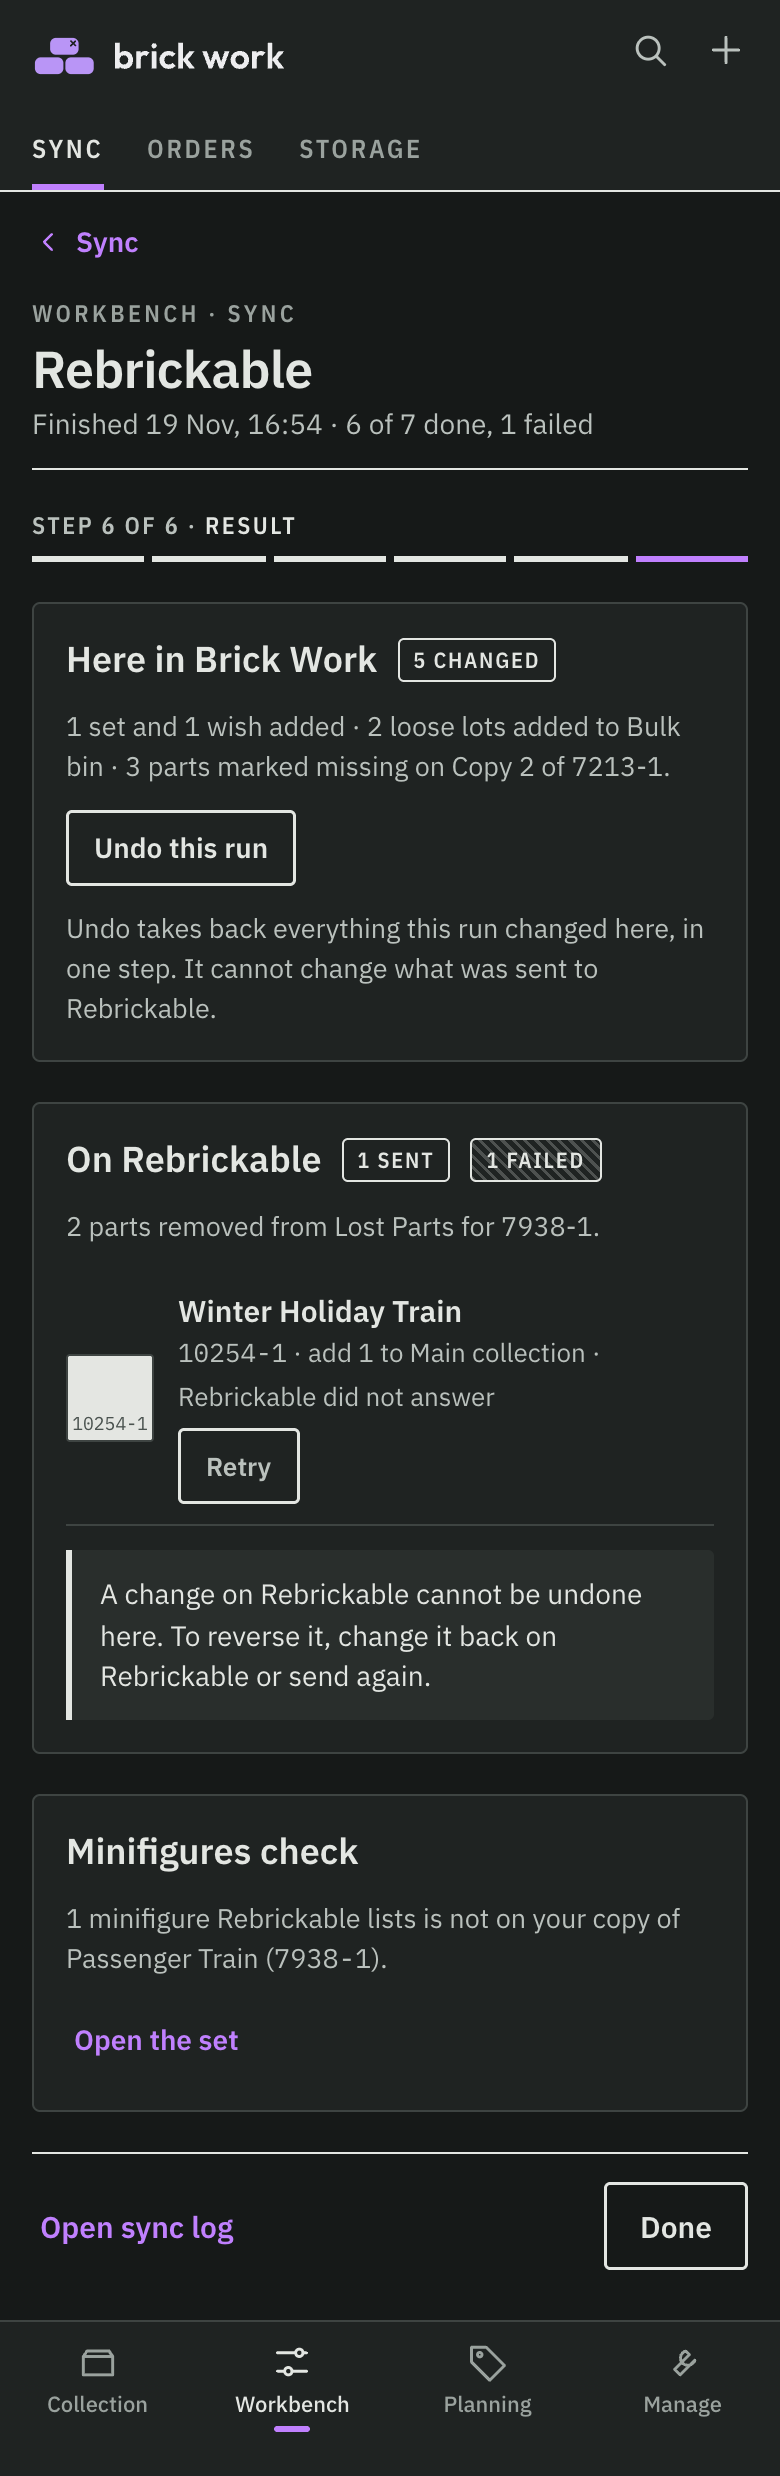 brick work
SYNC ORDERS STORAGE
Sync
WORKBENCH · SYNC
Rebrickable
Finished 19 Nov, 16:54 · 6 of 7 done, 1 failed
STEP 6 OF 6 · RESULT
Here in Brick Work 5 CHANGED
1 set and 1 wish added · 2 loose lots added to Bulk
bin · 3 parts marked missing on Copy 2 of 7213-1.
Undo this run
Undo takes back everything this run changed here, in
one step. It cannot change what was sent to
Rebrickable.
On Rebrickable 1 SENT 1 FAILED
2 parts removed from Lost Parts for 7938-1.
Winter Holiday Train
10254-1 · add 1 to Main collection ·
Rebrickable did not answer
10254-1
Retry
A change on Rebrickable cannot be undone
here. To reverse it, change it back on
Rebrickable or send again.
Minifigures check
1 minifigure Rebrickable lists is not on your copy of
Passenger Train (7938-1).
Open the set
Open sync log Done
Collection Workbench Planning Manage